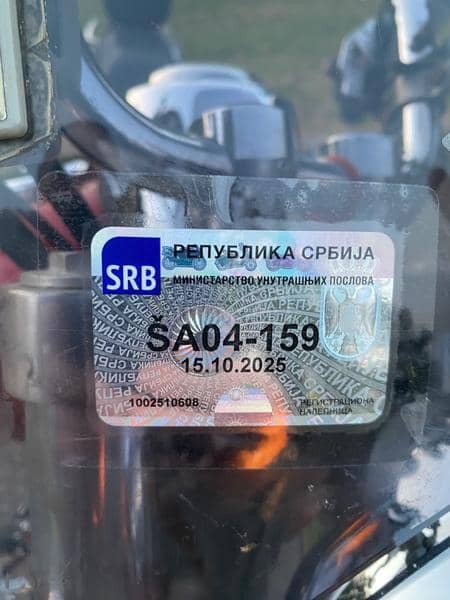 РЕПУБЛИКА СРБИЈА
SRB
МИНИСТАРСТВО УНУТРАШЊИХ ПОСЛОВА
ŠA04-159
15.10.2025
1002510608
РЕГИСТРАЦИОНА
НАЛЕПНИЦА